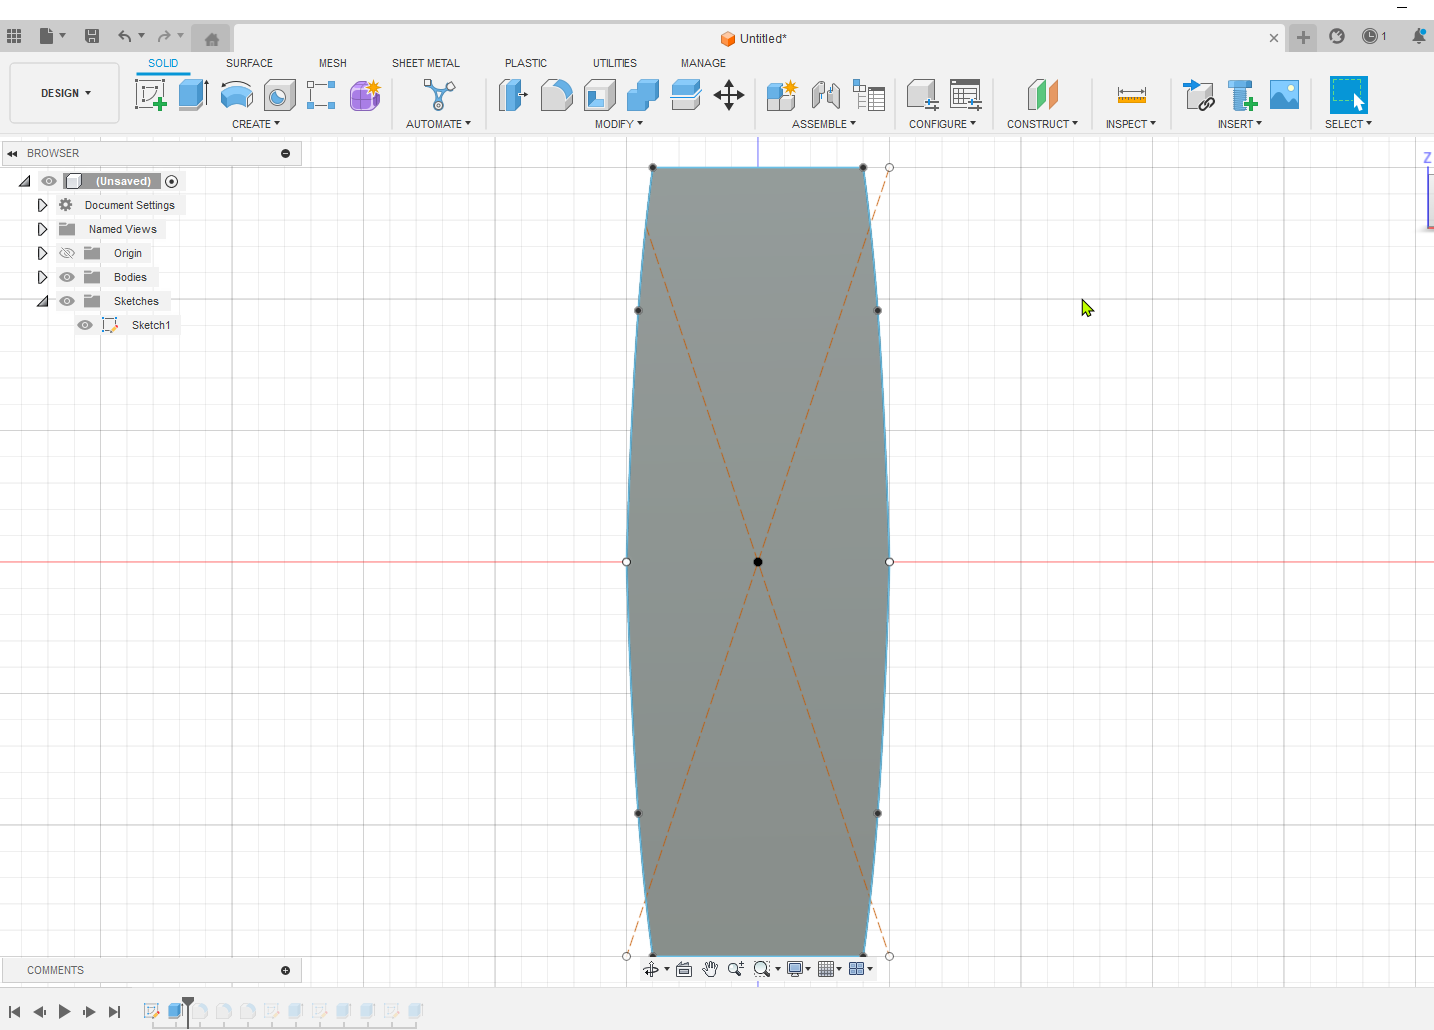 Untitled*
1
SOLID SURFACE MESH SHEET METAL PLASTIC UTILITIES MANAGE
DESIGN
CREATE AUTOMATE MODIFY ASSEMBLE CONFIGURE CONSTRUCT INSPECT INSERT SELECT
BROWSER
Z
(Unsaved)
Document Settings
Named Views
Origin
Bodies
Sketches
Sketch1
COMMENTS